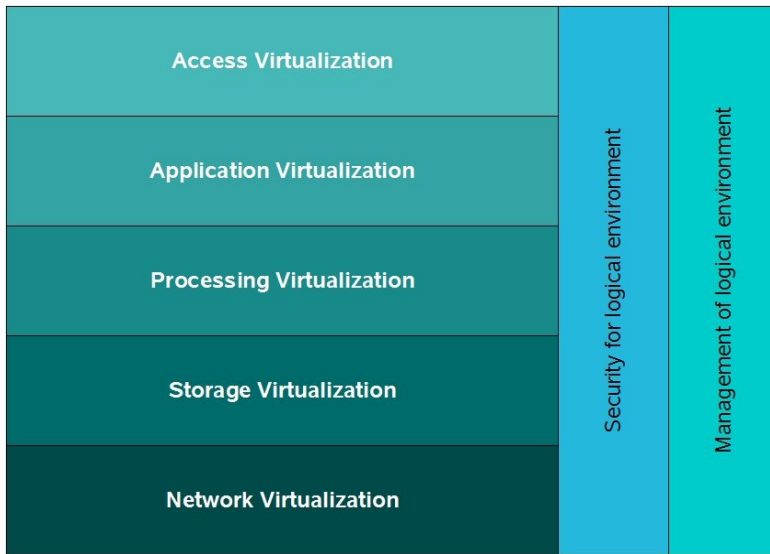 Access Virtualization
Application Virtualization
Processing Virtualization
Storage Virtualization
Network Virtualization
Security for logical environment
Management of logical environment